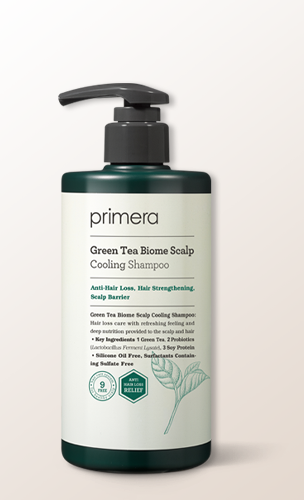 primera
Green Tea Biome Scalp
Cooling Shampoo
Anti-Hair Loss, Hair Strengthening,
Scalp Barrier
Green Tea Biome Scalp Cooling Shampoo:
Hair loss care with refreshing feeling and
deep nutrition provided to the scalp and hair
• Key Ingredients 1 Green Tea, 2 Probiotics
(Lactobacillus Ferment Lysate), 3 Soy Protein
• Silicone Oil Free, Surfactants Contain-
ing Sulfate Free
9
FREE
ANTI
HAIR LOSS
RELIEF